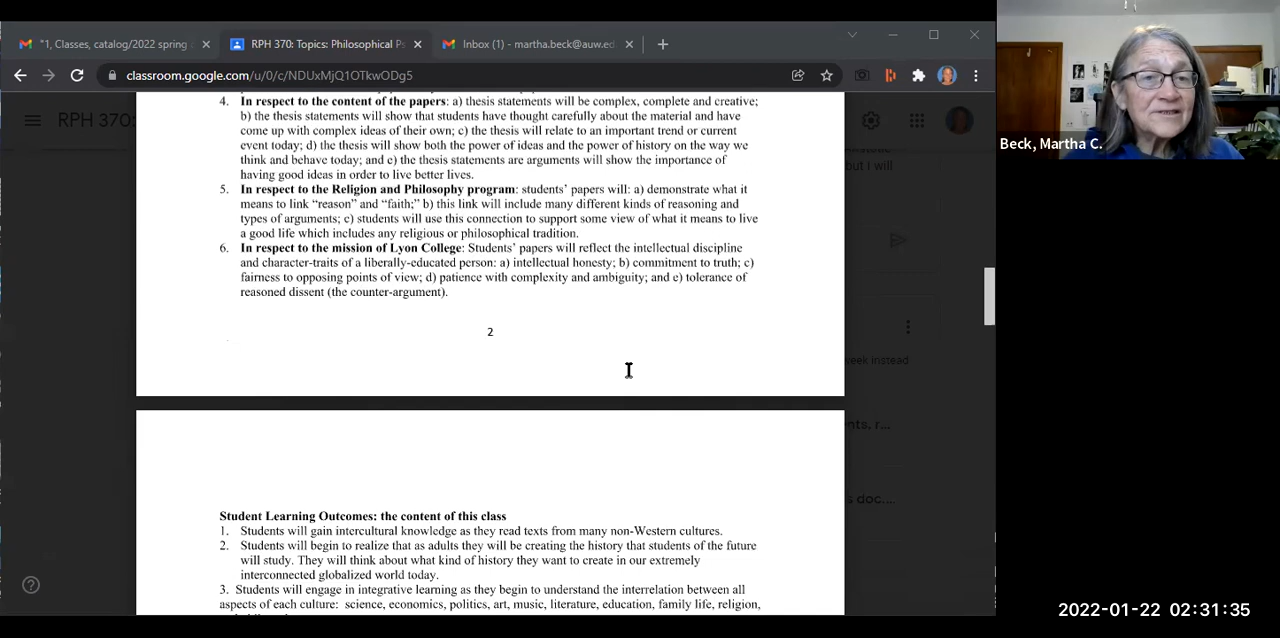 "1, Classes, catalog/2022 spring
RPH 370: Topics: Philosophical Ps
Inbox (1) - martha.beck@auw.ed
classroom.google.com/u/0/c/NDUxMjQ1OTkwODg5
RPH 370:
but I will
4. In respect to the content of the papers: a) thesis statements will be complex, complete and creative;
b) the thesis statements will show that students have thought carefully about the material and have
come up with complex ideas of their own; c) the thesis will relate to an important trend or current
event today; d) the thesis will show both the power of ideas and the power of history on the way we
think and behave today; and e) the thesis statements are arguments will show the importance of
having good ideas in order to live better lives.
5. In respect to the Religion and Philosophy program: students’ papers will: a) demonstrate what it
means to link “reason” and “faith;” b) this link will include many different kinds of reasoning and
types of arguments; c) students will use this connection to support some view of what it means to live
a good life which includes any religious or philosophical tradition.
6. In respect to the mission of Lyon College: Students’ papers will reflect the intellectual discipline
and character-traits of a liberally-educated person: a) intellectual honesty; b) commitment to truth; c)
fairness to opposing points of view; d) patience with complexity and ambiguity; and e) tolerance of
reasoned dissent (the counter-argument).
2
week instead
ents, r...
's doc....
Student Learning Outcomes: the content of this class
1. Students will gain intercultural knowledge as they read texts from many non-Western cultures.
2. Students will begin to realize that as adults they will be creating the history that students of the future
will study. They will think about what kind of history they want to create in our extremely
interconnected globalized world today.
3. Students will engage in integrative learning as they begin to understand the interrelation between all
aspects of each culture: science, economics, politics, art, music, literature, education, family life, religion,
Beck, Martha C.
2022-01-22 02:31:35